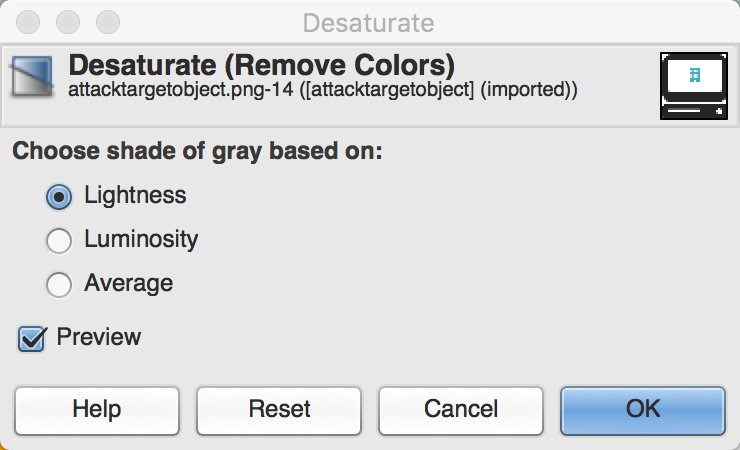 Desaturate
Desaturate (Remove Colors)
attacktargetobject.png-14 ([attacktargetobject] (imported))
Choose shade of gray based on:
Lightness
Luminosity
Average
Preview
Help Reset Cancel OK